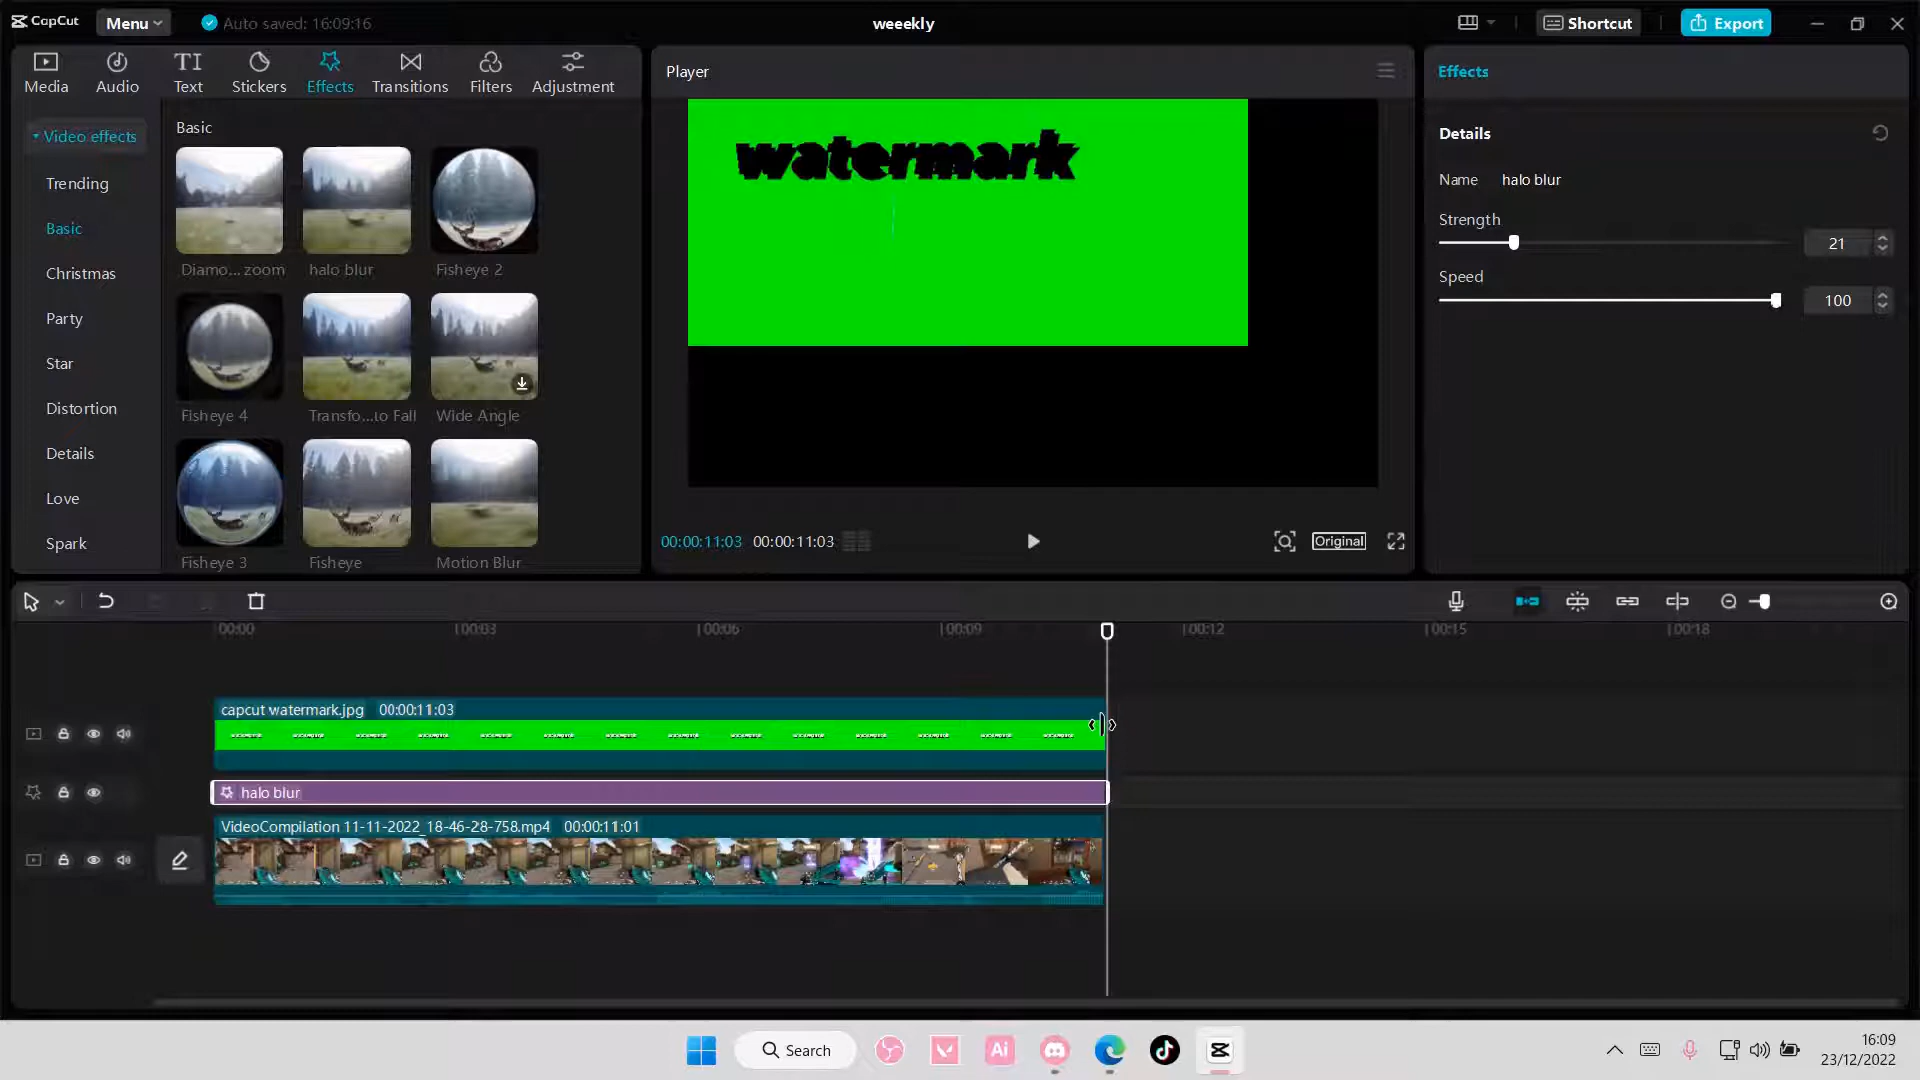 CapCut
Menu
Auto saved: 16:09:16
weeekly
Shortcut
Export
Media
Audio
TI
Text
Stickers
Effects
Transitions
Filters
Adjustment
Video effects
Trending
Basic
Christmas
Party
Star
Distortion
Details
Love
Spark
Basic
Diamo... zoom
halo blur
Fisheye 2
Fisheye 4
Transfo...to Fall
Wide Angle
Fisheye 3
Fisheye
Motion Blur
Player
watermark
00:00:11:03
00:00:11:03
Original
Effects
Details
Name
halo blur
Strength
21
Speed
100
00:00
00:03
00:06
00:09
00:12
00:15
00:18
capcut watermark.jpg 00:00:11:03
halo blur
VideoCompilation 11-11-2022_18-46-28-758.mp4 00:00:11:01
Search
Ai
16:09
23/12/2022